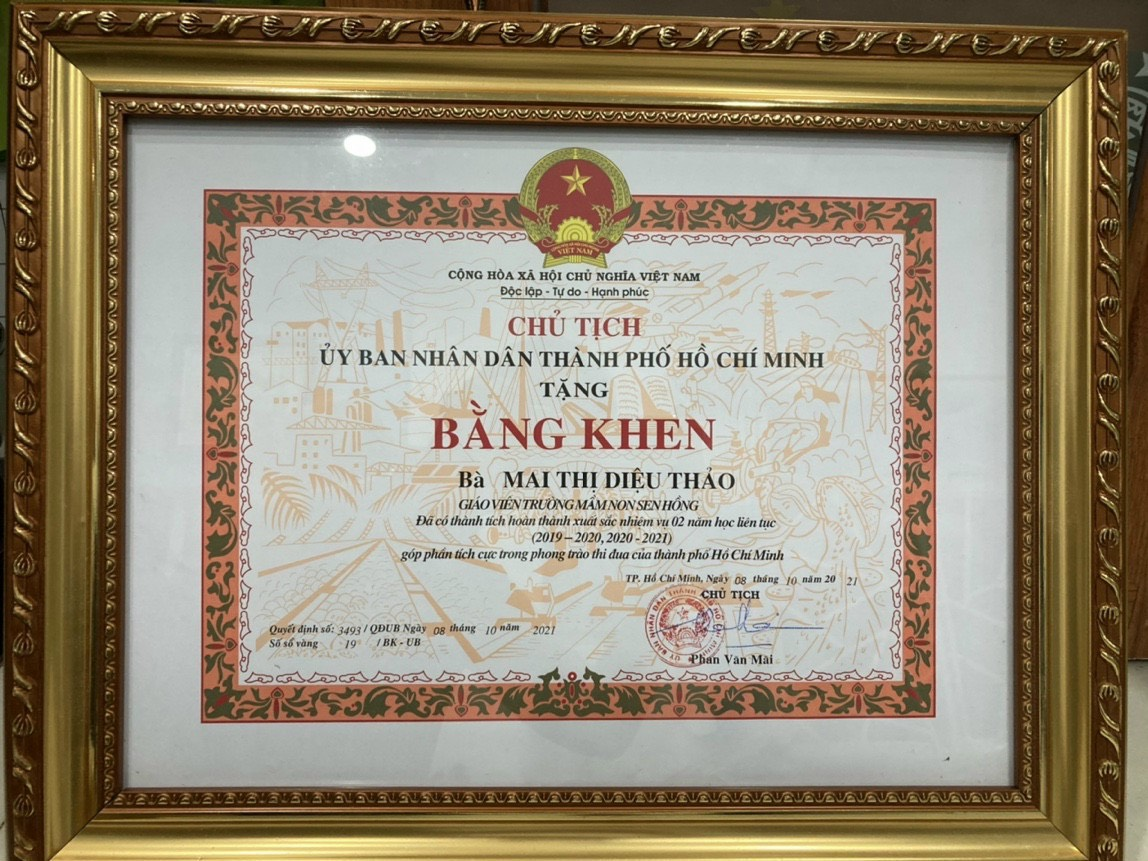 VIỆT NAM
CỘNG HÒA XÃ HỘI CHỦ NGHĨA VIỆT NAM
Độc lập - Tự do - Hạnh phúc
CHỦ TỊCH
ỦY BAN NHÂN DÂN THÀNH PHỐ HỒ CHÍ MINH
TẶNG
BẰNG KHEN
Bà MAI THỊ DIỆU THẢO
GIÁO VIÊN TRƯỜNG MẦM NON SEN HỒNG
Đã có thành tích hoàn thành xuất sắc nhiệm vụ 02 năm học liên tục
(2019 – 2020, 2020 - 2021)
góp phần tích cực trong phong trào thi đua của thành phố Hồ Chí Minh
TP. Hồ Chí Minh, Ngày 08 tháng 10 năm 20 21
CHỦ TỊCH
Quyết định số: 3493 / QĐUB Ngày 08 tháng 10 năm 2021
Số sổ vàng 19 / BK - UB
Phan Văn Mãi